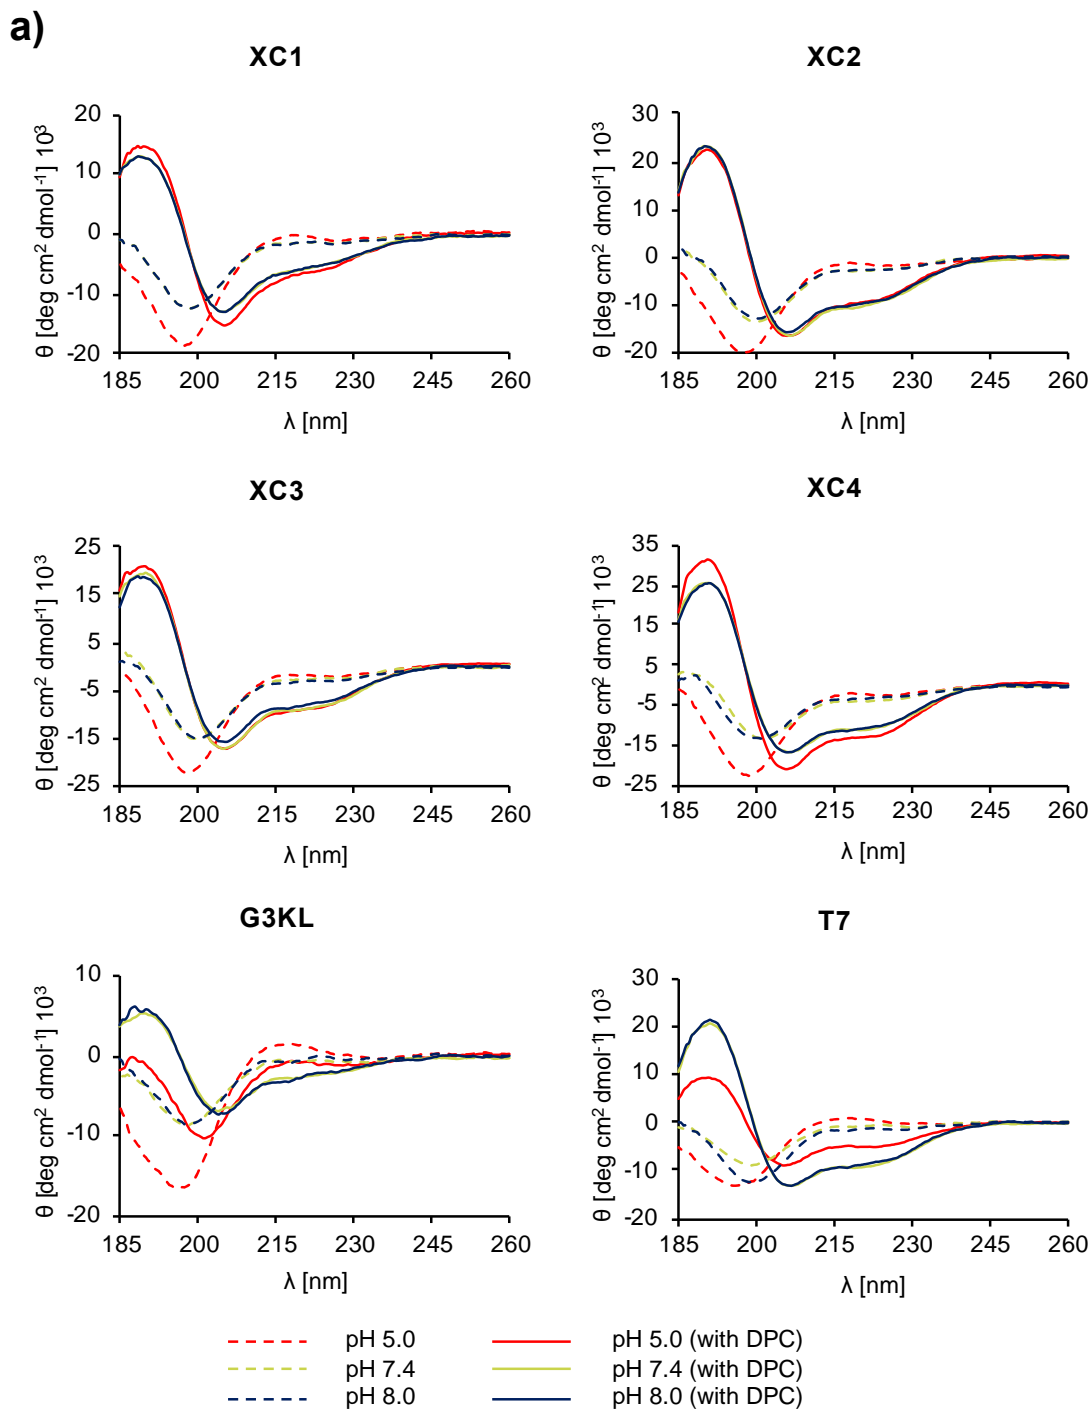 a)
XC1
XC2
θ [deg cm² dmol⁻¹] 10³
20
10
0
-10
-20
185 200 215 230 245 260
λ [nm]
θ [deg cm² dmol⁻¹] 10³
30
20
10
0
-10
-20
185 200 215 230 245 260
λ [nm]
XC3
XC4
θ [deg cm² dmol⁻¹] 10³
25
15
5
-5
-15
-25
185 200 215 230 245 260
λ [nm]
θ [deg cm² dmol⁻¹] 10³
35
25
15
5
-5
-15
-25
185 200 215 230 245 260
λ [nm]
G3KL
T7
θ [deg cm² dmol⁻¹] 10³
10
0
-10
-20
185 200 215 230 245 260
λ [nm]
θ [deg cm² dmol⁻¹] 10³
30
20
10
0
-10
-20
185 200 215 230 245 260
λ [nm]
pH 5.0 pH 5.0 (with DPC)
pH 7.4 pH 7.4 (with DPC)
pH 8.0 pH 8.0 (with DPC)